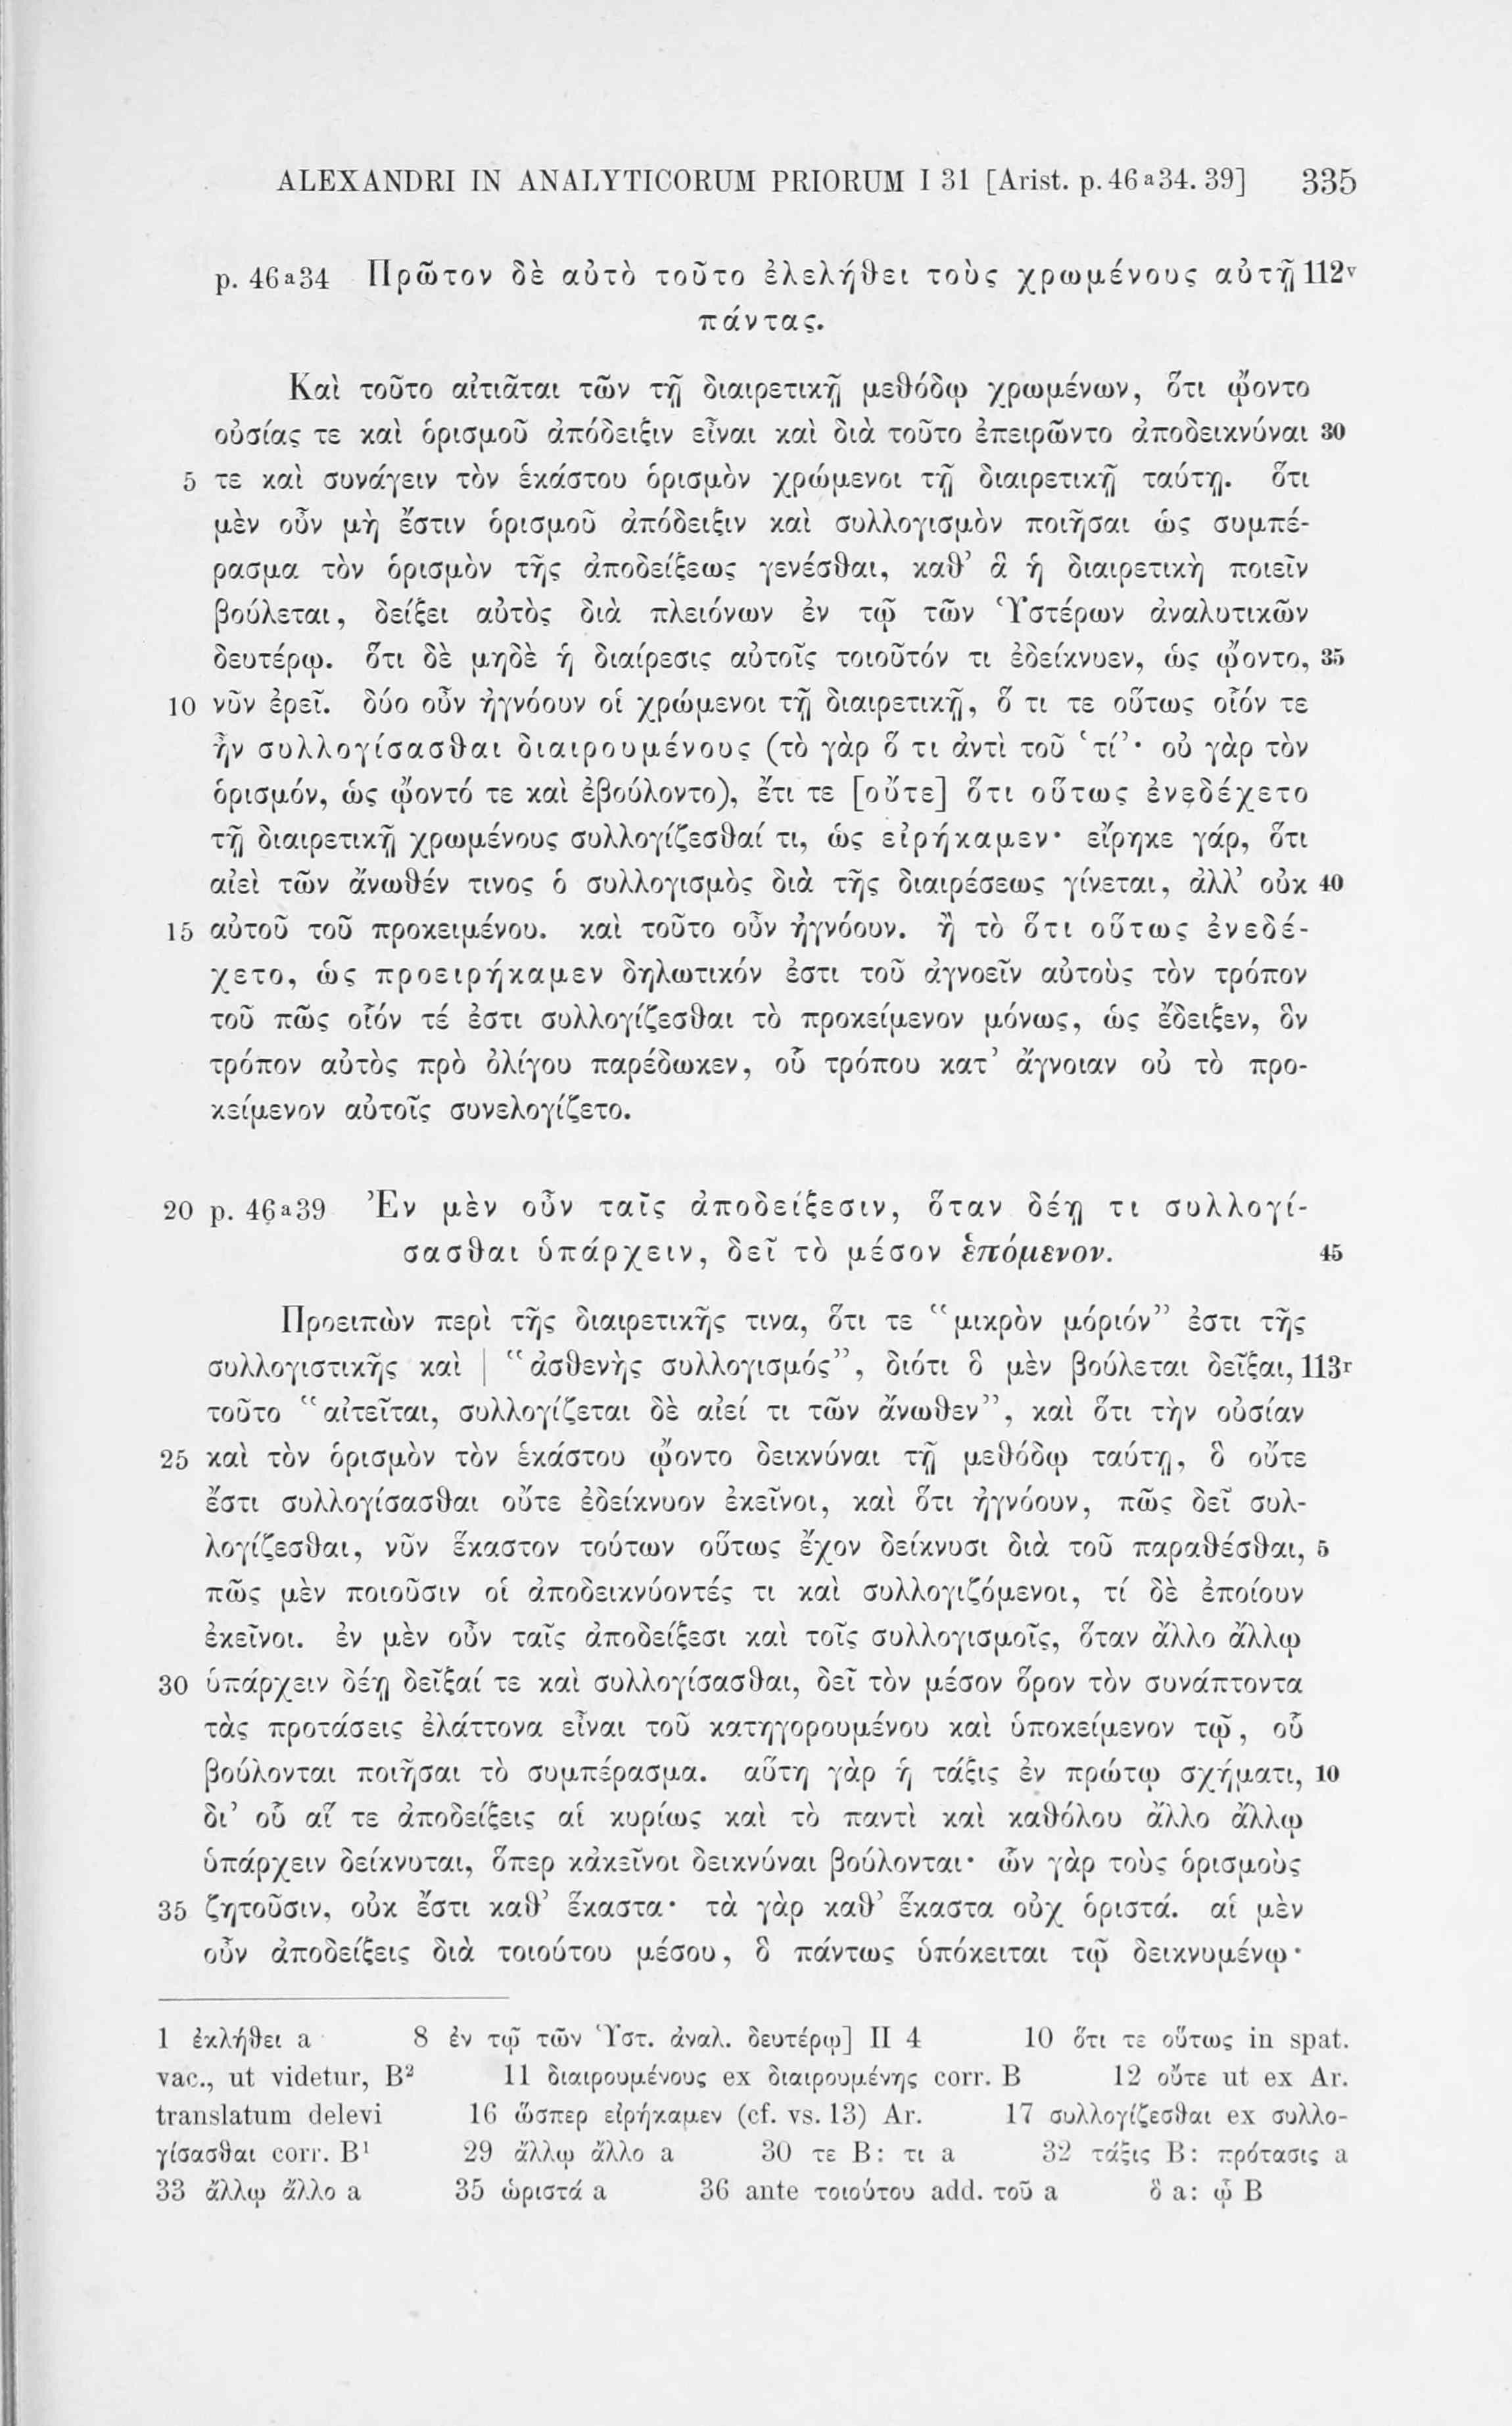 ALEXANDRI IN ANALYTICORUM PRIORUM I 31 [Arist. p. 46 a 34. 39] 335
p. 46 a 34 Πρῶτον δὲ αὐτὸ τοῦτο ἐλελήθει τοὺς χρωμένους αὐτῇ 112v
πάντας.
Καὶ τοῦτο αἰτιᾶται τῶν τῇ διαιρετικῇ μεθόδῳ χρωμένων, ὅτι ᾤοντο
οὐσίας τε καὶ ὁρισμοῦ ἀπόδειξιν εἶναι καὶ διὰ τοῦτο ἐπειρῶντο ἀποδεικνύναι 30
5 τε καὶ συνάγειν τὸν ἑκάστου ὁρισμὸν χρώμενοι τῇ διαιρετικῇ ταύτῃ. ὅτι
μὲν οὖν μὴ ἔστιν ὁρισμοῦ ἀπόδειξιν καὶ συλλογισμὸν ποιῆσαι ὡς συμπέ-
ρασμα τὸν ὁρισμὸν τῆς ἀποδείξεως γενέσθαι, καθ’ ἃ ἡ διαιρετικὴ ποιεῖν
βούλεται, δείξει αὐτὸς διὰ πλειόνων ἐν τῷ τῶν Ὑστέρων ἀναλυτικῶν
δευτέρῳ. ὅτι δὲ μηδὲ ἡ διαίρεσις αὐτοῖς τοιοῦτόν τι ἐδείκνυεν, ὡς ᾤοντο, 35
10 νῦν ἐρεῖ. δύο οὖν ἠγνόουν οἱ χρώμενοι τῇ διαιρετικῇ, ὅ τι τε οὕτως οἷόν τε
ἦν συλλογίσασθαι διαιρουμένους (τὸ γὰρ ὅ τι ἀντὶ τοῦ ‘τί’· οὐ γὰρ τὸν
ὁρισμόν, ὡς ᾤοντό τε καὶ ἐβούλοντο), ἔτι τε [οὔτε] ὅτι οὕτως ἐνεδέχετο
τῇ διαιρετικῇ χρωμένους συλλογίζεσθαί τι, ὡς εἰρήκαμεν· εἴρηκε γάρ, ὅτι
αἰεὶ τῶν ἄνωθέν τινος ὁ συλλογισμὸς διὰ τῆς διαιρέσεως γίνεται, ἀλλ’ οὐκ 40
15 αὐτοῦ τοῦ προκειμένου. καὶ τοῦτο οὖν ἠγνόουν. ἢ τὸ ὅτι οὕτως ἐνεδέ-
χετο, ὡς προειρήκαμεν δηλωτικόν ἐστι τοῦ ἀγνοεῖν αὐτοὺς τὸν τρόπον
τοῦ πῶς οἷόν τέ ἐστι συλλογίζεσθαι τὸ προκείμενον μόνως, ὡς ἔδειξεν, ὃν
τρόπον αὐτὸς πρὸ ὀλίγου παρέδωκεν, οὗ τρόπου κατ’ ἄγνοιαν οὐ τὸ προ-
κείμενον αὐτοῖς συνελογίζετο.
20 p. 46 a 39 Ἐν μὲν οὖν ταῖς ἀποδείξεσιν, ὅταν δέῃ τι συλλογί-
σασθαι ὑπάρχειν, δεῖ τὸ μέσον ἑπόμενον. 45
Προειπὼν περὶ τῆς διαιρετικῆς τινα, ὅτι τε “μικρὸν μόριόν” ἐστι τῆς
συλλογιστικῆς καὶ | “ἀσθενὴς συλλογισμός”, διότι ὃ μὲν βούλεται δεῖξαι, 113r
τοῦτο “αἰτεῖται, συλλογίζεται δὲ αἰεί τι τῶν ἄνωθεν”, καὶ ὅτι τὴν οὐσίαν
25 καὶ τὸν ὁρισμὸν τὸν ἑκάστου ᾤοντο δεικνύναι τῇ μεθόδῳ ταύτῃ, ὃ οὔτε
ἔστι συλλογίσασθαι οὔτε ἐδείκνυον ἐκεῖνοι, καὶ ὅτι ἠγνόουν, πῶς δεῖ συλ-
λογίζεσθαι, νῦν ἕκαστον τούτων οὕτως ἔχον δείκνυσι διὰ τοῦ παραθέσθαι, 5
πῶς μὲν ποιοῦσιν οἱ ἀποδεικνύοντές τι καὶ συλλογιζόμενοι, τί δὲ ἐποίουν
ἐκεῖνοι. ἐν μὲν οὖν ταῖς ἀποδείξεσι καὶ τοῖς συλλογισμοῖς, ὅταν ἄλλο ἄλλῳ
30 ὑπάρχειν δέῃ δεῖξαί τε καὶ συλλογίσασθαι, δεῖ τὸν μέσον ὅρον τὸν συνάπτοντα
τὰς προτάσεις ἐλάττονα εἶναι τοῦ κατηγορουμένου καὶ ὑποκείμενον τῷ, οὗ
βούλονται ποιῆσαι τὸ συμπέρασμα. αὕτη γὰρ ἡ τάξις ἐν πρώτῳ σχήματι, 10
δι’ οὗ αἵ τε ἀποδείξεις αἱ κυρίως καὶ τὸ παντὶ καὶ καθόλου ἄλλο ἄλλῳ
ὑπάρχειν δείκνυται, ὅπερ κἀκεῖνοι δεικνύναι βούλονται· ὧν γὰρ τοὺς ὁρισμοὺς
35 ζητοῦσιν, οὐκ ἔστι καθ’ ἕκαστα· τὰ γὰρ καθ’ ἕκαστα οὐχ ὁριστά. αἱ μὲν
οὖν ἀποδείξεις διὰ τοιούτου μέσου, ὃ πάντως ὑπόκειται τῷ δεικνυμένῳ·
1 ἐκλήθει a 8 ἐν τῷ τῶν Ὑστ. ἀναλ. δευτέρῳ] II 4 10 ὅτι τε οὕτως in spat.
vac., ut videtur, B² 11 διαιρουμένους ex διαιρουμένης corr. B 12 οὔτε ut ex Ar.
translatum delevi 16 ὥσπερ εἰρήκαμεν (cf. vs. 13) Ar. 17 συλλογίζεσθαι ex συλλο-
γίσασθαι corr. B¹ 29 ἄλλῳ ἄλλο a 30 τε B: τι a 32 τάξις B: πρότασις a
33 ἄλλῳ ἄλλο a 35 ὡριστά a 36 ante τοιούτου add. τοῦ a ὃ a: ᾧ B